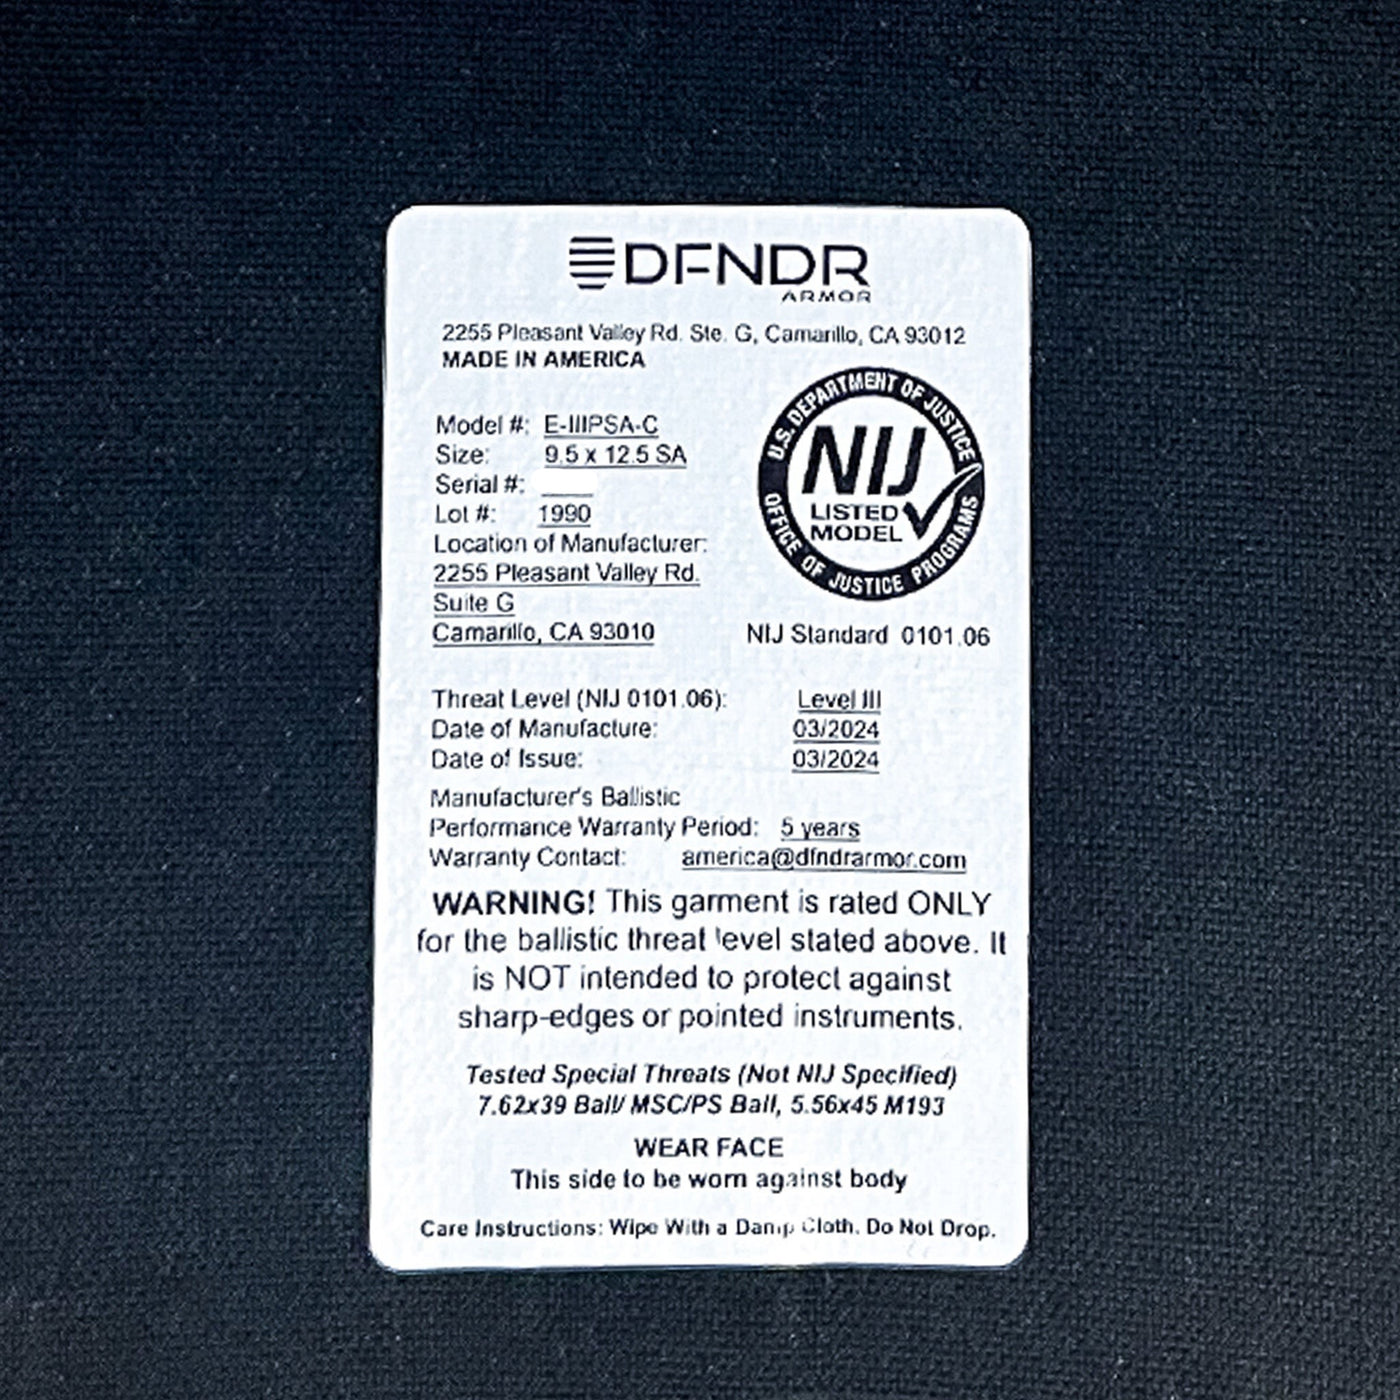 DFNDR
ARMOR
2255 Pleasant Valley Rd. Ste. G, Camarillo, CA 93012
MADE IN AMERICA
U.S. DEPARTMENT OF JUSTICE
NIJ
LISTED
MODEL
OFFICE OF JUSTICE PROGRAMS
NIJ Standard 0101.06
Model #: E-IIIPSA-C
Size: 9.5 x 12.5 SA
Serial #:
Lot #: 1990
Location of Manufacturer:
2255 Pleasant Valley Rd.
Suite G
Camarillo, CA 93010
Threat Level (NIJ 0101.06): Level III
Date of Manufacture: 03/2024
Date of Issue: 03/2024
Manufacturer's Ballistic
Performance Warranty Period: 5 years
Warranty Contact: america@dfndrarmor.com
WARNING! This garment is rated ONLY
for the ballistic threat level stated above. It
is NOT intended to protect against
sharp-edges or pointed instruments.
Tested Special Threats (Not NIJ Specified)
7.62x39 Ball/ MSC/PS Ball, 5.56x45 M193
WEAR FACE
This side to be worn against body
Care Instructions: Wipe With a Damp Cloth. Do Not Drop.